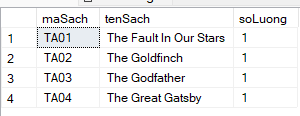 maSach tenSach soLuong
1 TA01 The Fault In Our Stars 1
2 TA02 The Goldfinch 1
3 TA03 The Godfather 1
4 TA04 The Great Gatsby 1